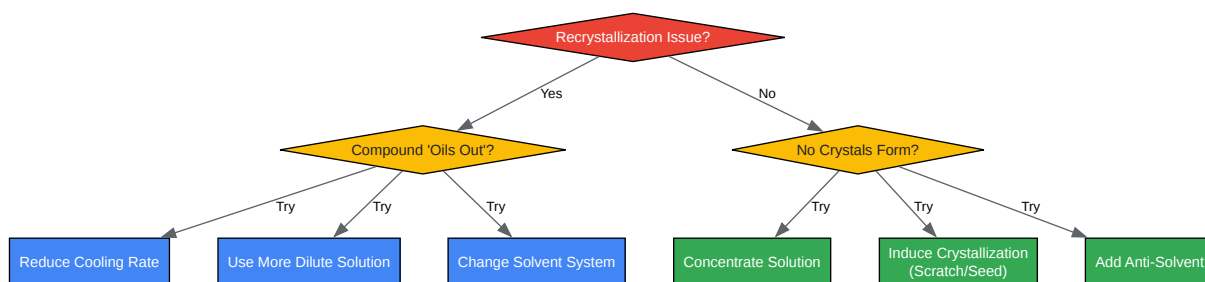 Recrystallization Issue?
Yes
No
Compound 'Oils Out'?
No Crystals Form?
Try
Try
Try
Try
Try
Try
Reduce Cooling Rate
Use More Dilute Solution
Change Solvent System
Concentrate Solution
Induce Crystallization
(Scratch/Seed)
Add Anti-Solvent